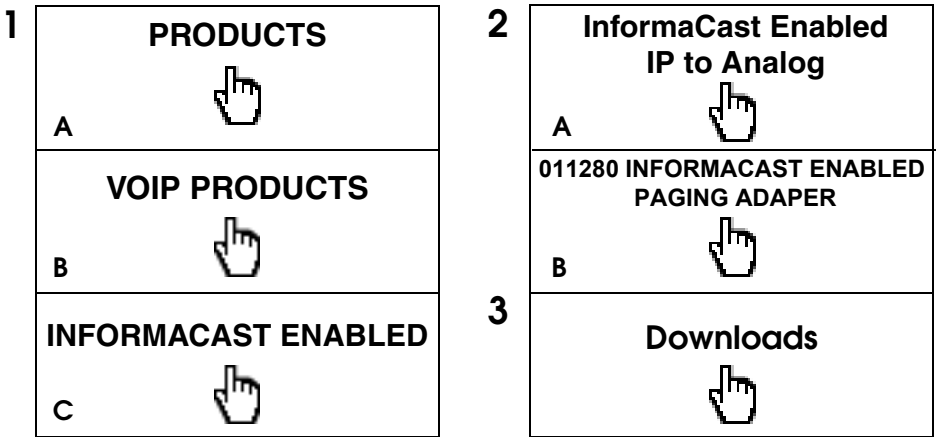 1
PRODUCTS
A
VOIP PRODUCTS
B
INFORMACAST ENABLED
C
2
InformaCast Enabled
IP to Analog
A
011280 INFORMACAST ENABLED
PAGING ADAPER
B
3
Downloads